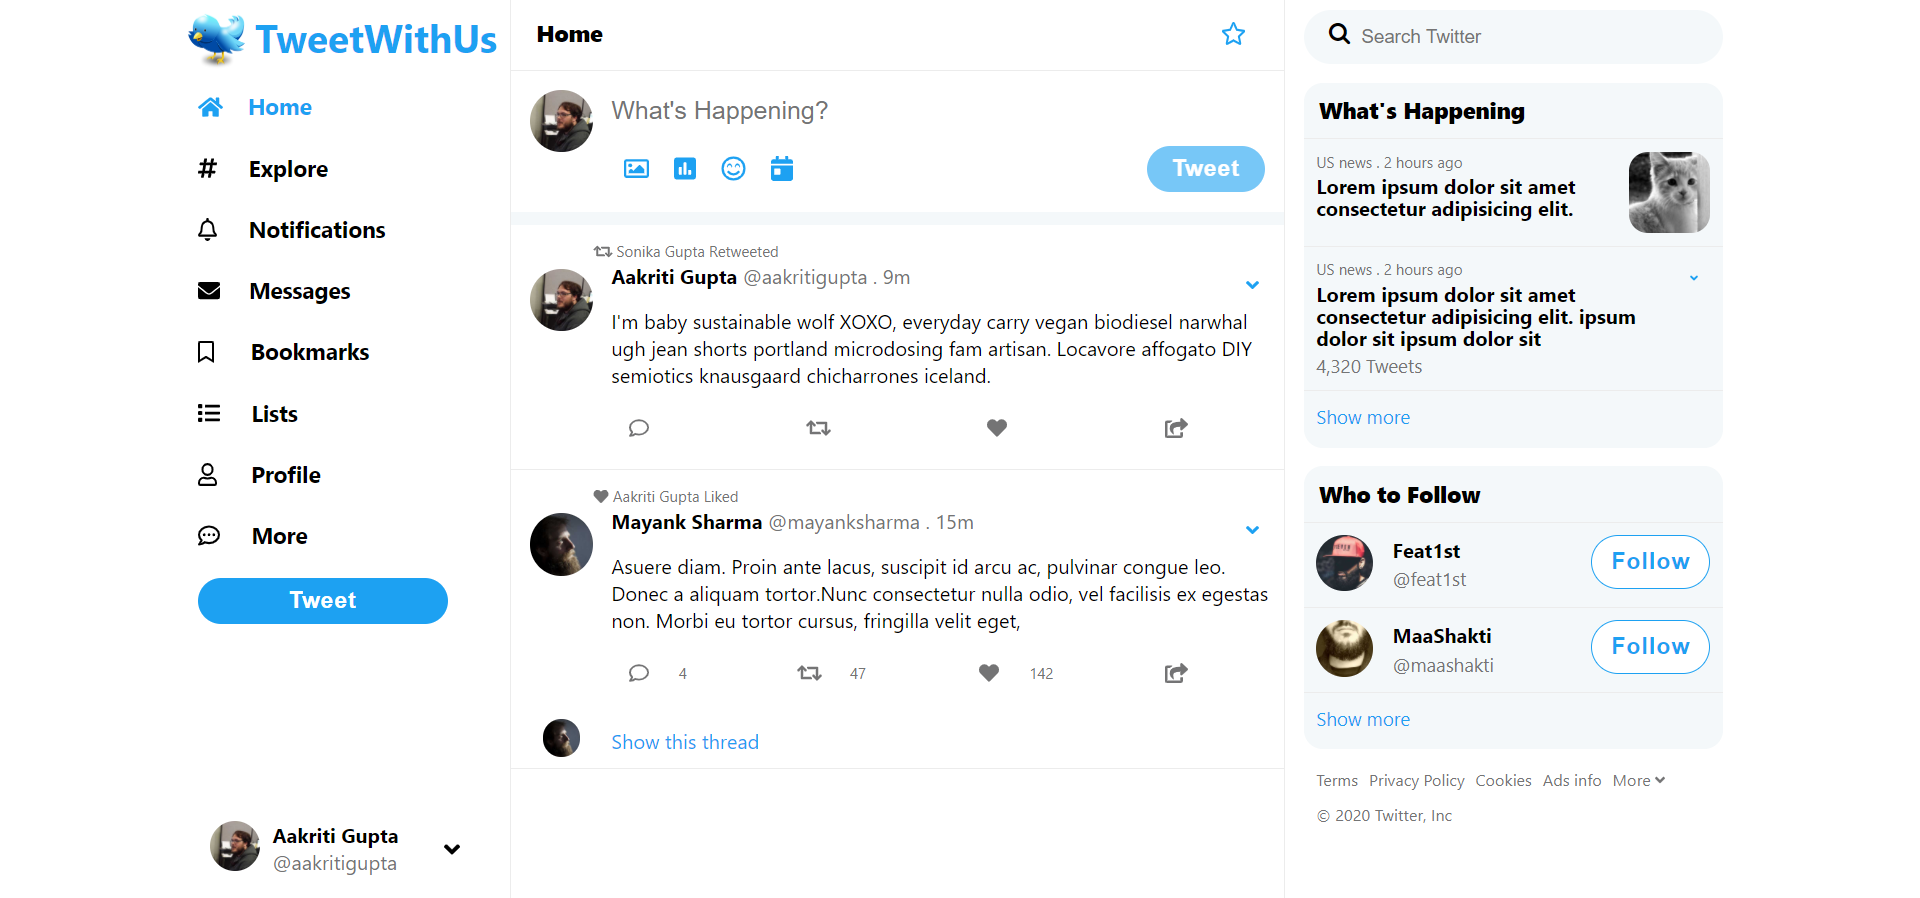 TweetWithUs
Home
Explore
Notifications
Messages
Bookmarks
Lists
Profile
More
Tweet
Aakriti Gupta
@aakritigupta
Home
What's Happening?
Tweet
Sonika Gupta Retweeted
Aakriti Gupta @aakritigupta . 9m
I'm baby sustainable wolf XOXO, everyday carry vegan biodiesel narwhal
ugh jean shorts portland microdosing fam artisan. Locavore affogato DIY
semiotics knausgaard chicharrones iceland.
Aakriti Gupta Liked
Mayank Sharma @mayanksharma . 15m
Asuere diam. Proin ante lacus, suscipit id arcu ac, pulvinar congue leo.
Donec a aliquam tortor.Nunc consectetur nulla odio, vel facilisis ex egestas
non. Morbi eu tortor cursus, fringilla velit eget,
4 47 142
Show this thread
Search Twitter
What's Happening
US news . 2 hours ago
Lorem ipsum dolor sit amet
consectetur adipisicing elit.
US news . 2 hours ago
Lorem ipsum dolor sit amet
consectetur adipisicing elit. ipsum
dolor sit ipsum dolor sit
4,320 Tweets
Show more
Who to Follow
Feat1st
@feat1st
Follow
MaaShakti
@maashakti
Follow
Show more
Terms Privacy Policy Cookies Ads info More
© 2020 Twitter, Inc